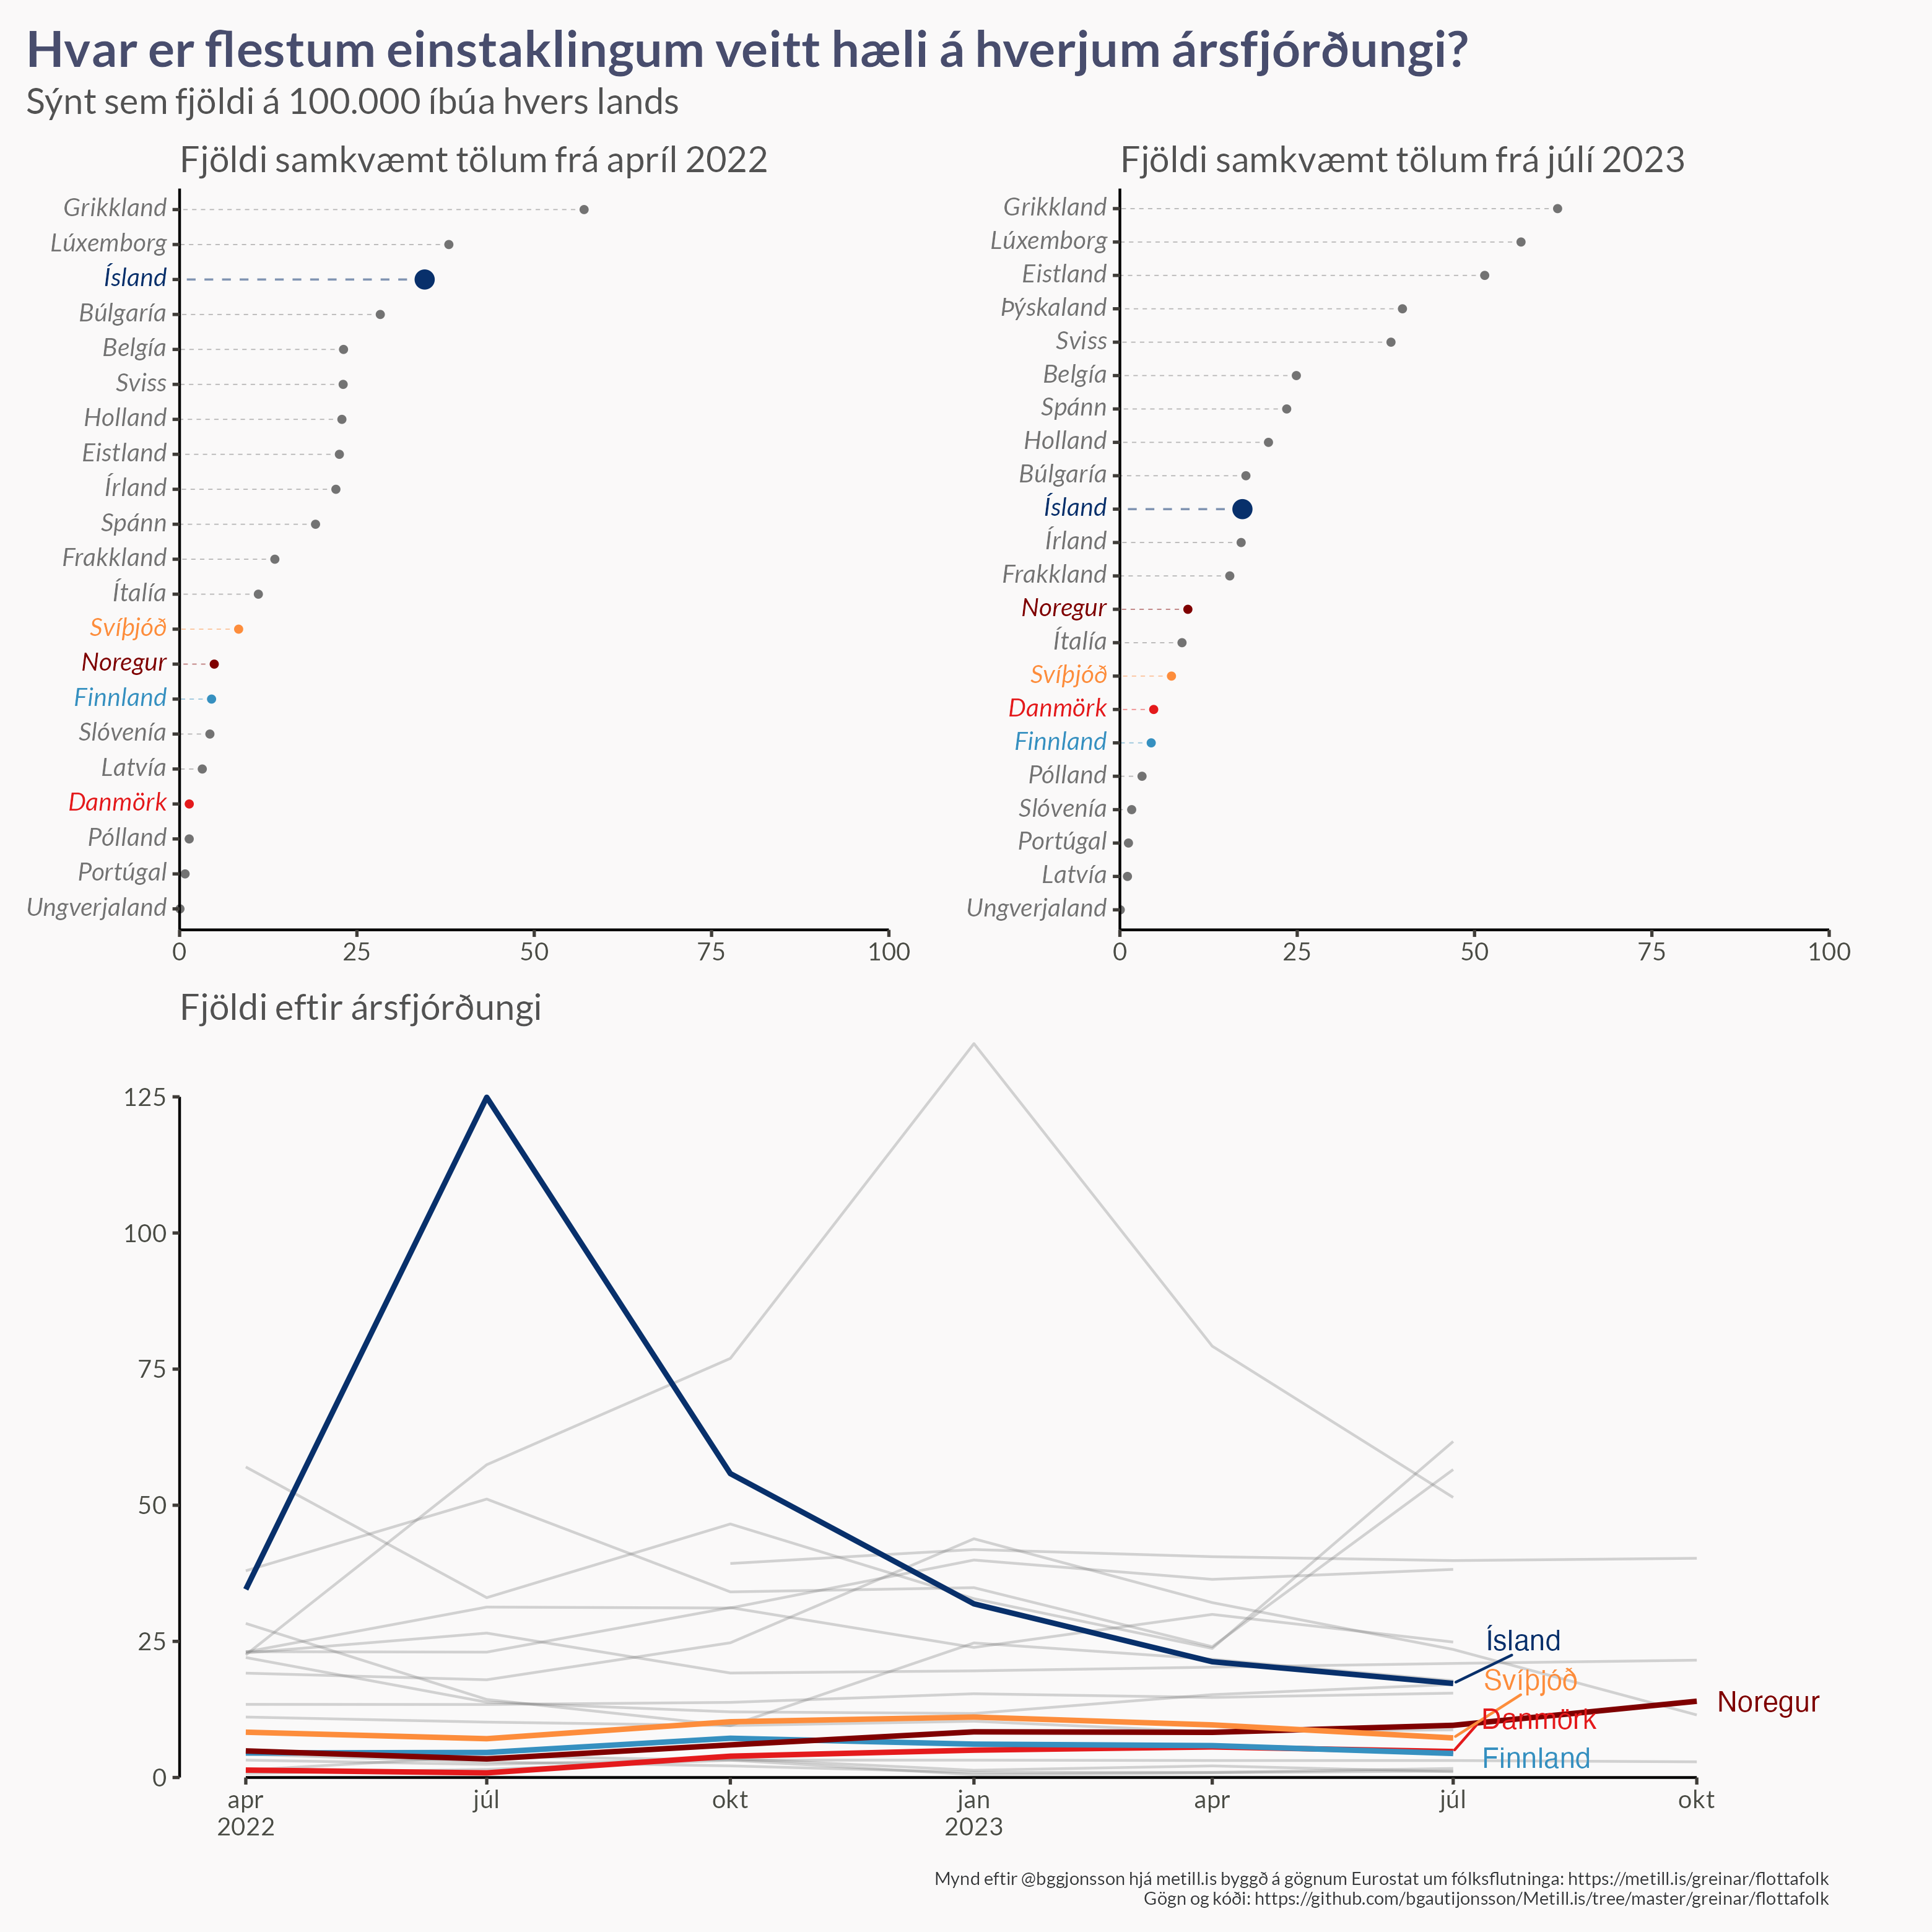 Hvar er flestum einstaklingum veitt hæli á hverjum ársfjórðungi?
Sýnt sem fjöldi á 100.000 íbúa hvers lands
Fjöldi samkvæmt tölum frá apríl 2022
Grikkland
Lúxemborg
Ísland
Búlgaría
Belgía
Sviss
Holland
Eistland
Írland
Spánn
Frakkland
Ítalía
Svíþjóð
Noregur
Finnland
Slóvenía
Latvía
Danmörk
Pólland
Portúgal
Ungverjaland
0 25 50 75 100
Fjöldi samkvæmt tölum frá júlí 2023
Grikkland
Lúxemborg
Eistland
Þýskaland
Sviss
Belgía
Spánn
Holland
Búlgaría
Ísland
Írland
Frakkland
Noregur
Ítalía
Svíþjóð
Danmörk
Finnland
Pólland
Slóvenía
Portúgal
Latvía
Ungverjaland
0 25 50 75 100
Fjöldi eftir ársfjórðungi
125
100
75
50
25
0
Ísland
Svíþjóð
Noregur
Danmörk
Finnland
apr júl okt jan apr júl okt
2022 2023
Mynd eftir @bggjonsson hjá metill.is byggð á gögnum Eurostat um fólksflutninga: https://metill.is/greinar/flottafolk
Gögn og kóði: https://github.com/bgautijonsson/Metill.is/tree/master/greinar/flottafolk